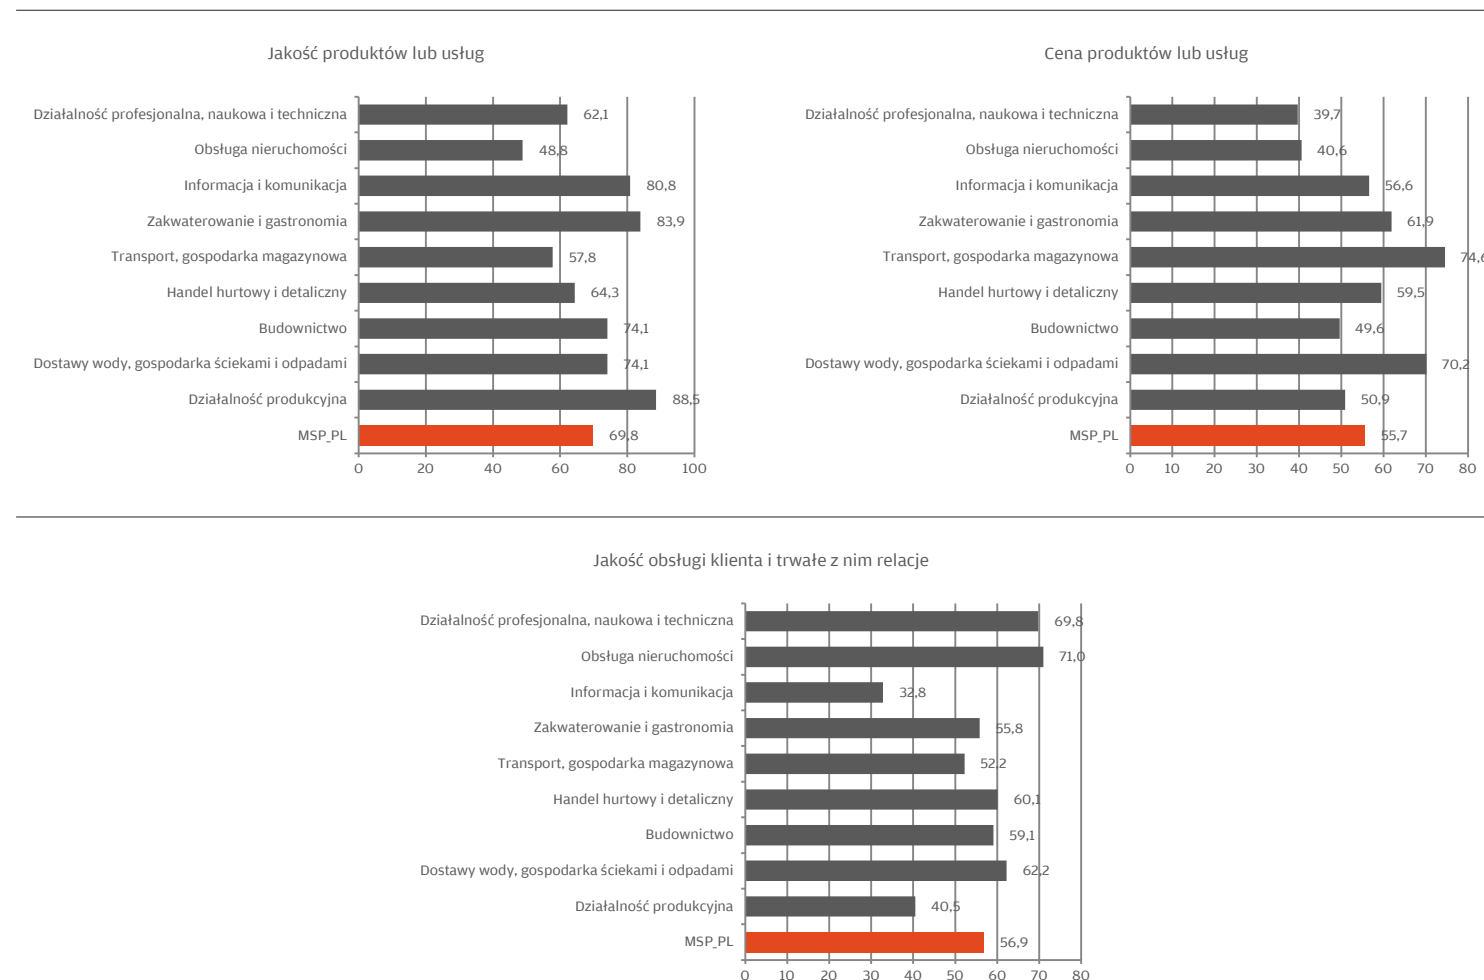 Jakość produktów lub usług
Działalność profesjonalna, naukowa i techniczna 62,1
Obsługa nieruchomości 48,8
Informacja i komunikacja 80,8
Zakwaterowanie i gastronomia 83,9
Transport, gospodarka magazynowa 57,8
Handel hurtowy i detaliczny 64,3
Budownictwo 74,1
Dostawy wody, gospodarka ściekami i odpadami 74,1
Działalność produkcyjna 88,5
MSP_PL 69,8
0 20 40 60 80 100
Cena produktów lub usług
Działalność profesjonalna, naukowa i techniczna 39,7
Obsługa nieruchomości 40,6
Informacja i komunikacja 56,6
Zakwaterowanie i gastronomia 61,9
Transport, gospodarka magazynowa 74,6
Handel hurtowy i detaliczny 59,5
Budownictwo 49,6
Dostawy wody, gospodarka ściekami i odpadami 70,2
Działalność produkcyjna 50,9
MSP_PL 55,7
0 10 20 30 40 50 60 70 80
Jakość obsługi klienta i trwałe z nim relacje
Działalność profesjonalna, naukowa i techniczna 69,8
Obsługa nieruchomości 71,0
Informacja i komunikacja 32,8
Zakwaterowanie i gastronomia 55,8
Transport, gospodarka magazynowa 52,2
Handel hurtowy i detaliczny 60,1
Budownictwo 59,1
Dostawy wody, gospodarka ściekami i odpadami 62,2
Działalność produkcyjna 40,5
MSP_PL 56,9
0 10 20 30 40 50 60 70 80